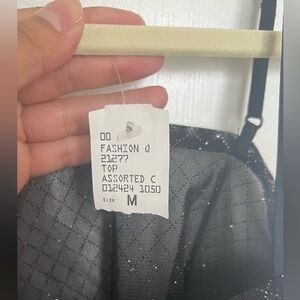 00
FASHION Q
21277
TOP
ASSORTED C
012424 1050
Size: M